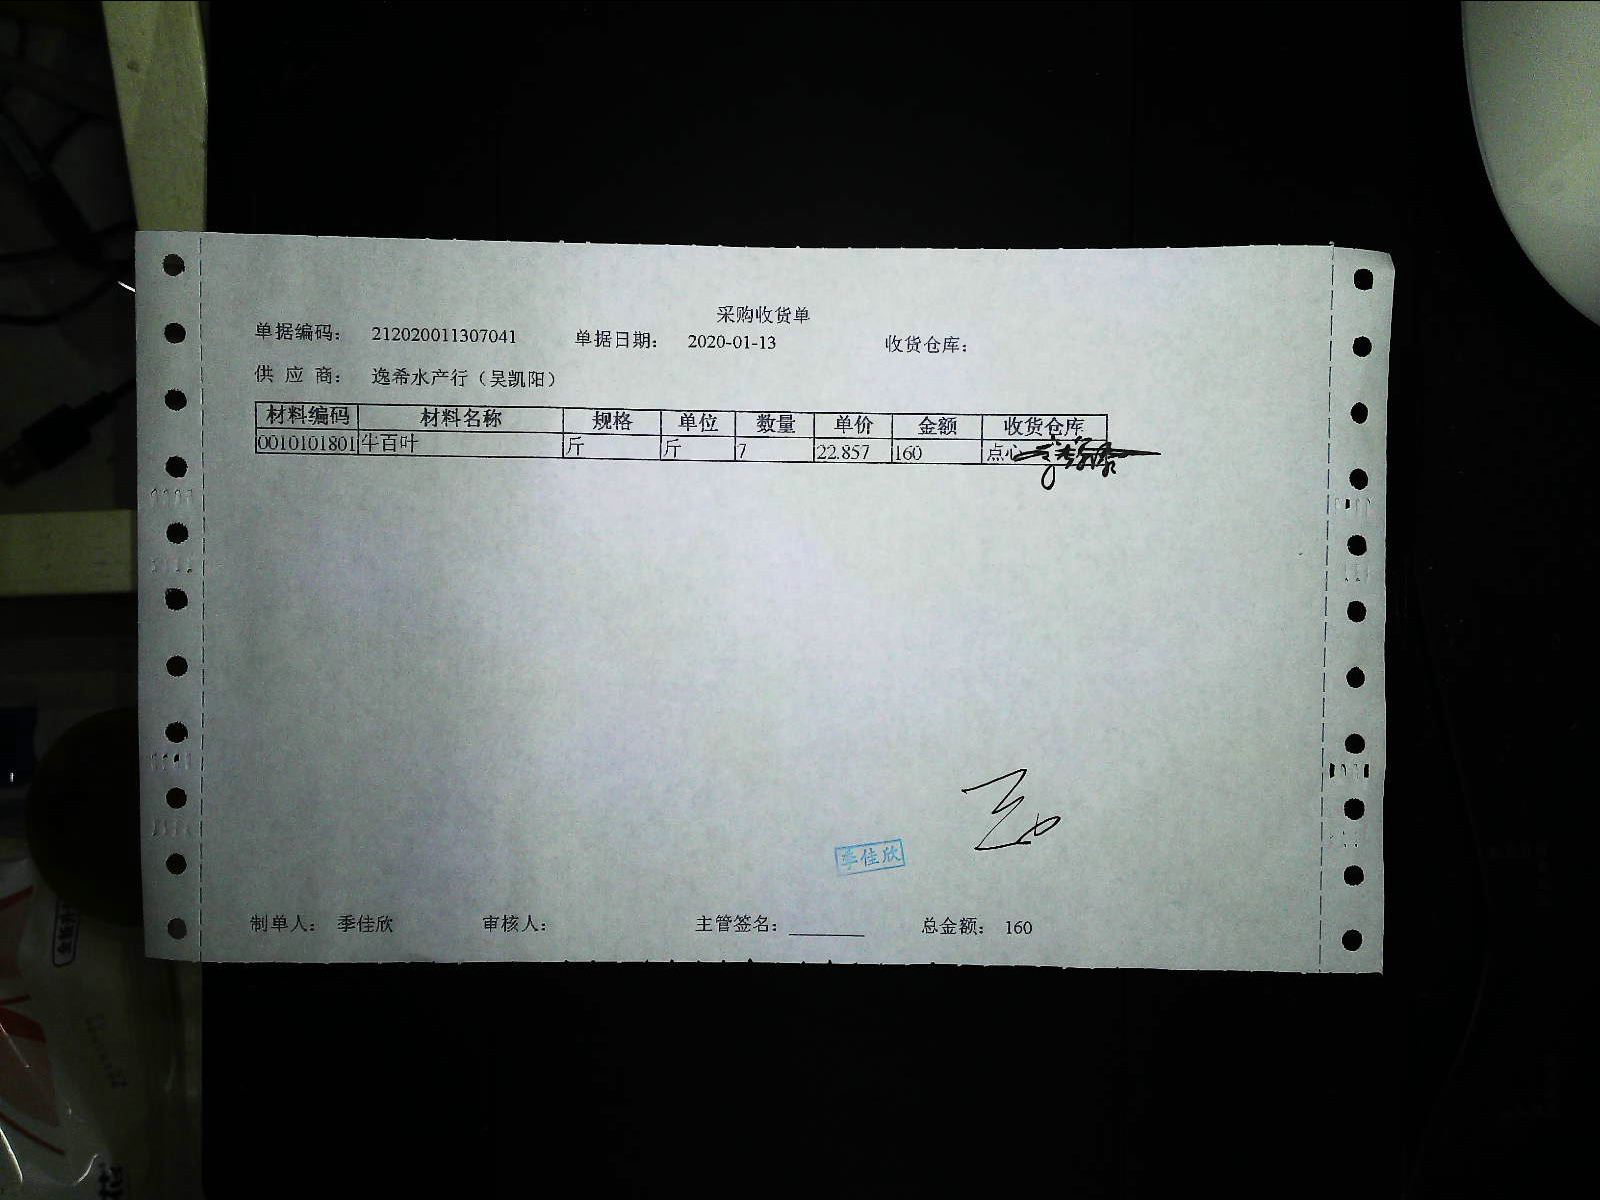 采购收货单
单据编码： 212020011307041 单据日期： 2020-01-13 收货仓库：
供 应 商： 逸希水产行（吴凯阳）
材料编码 材料名称 规格 单位 数量 单价 金额 收货仓库
0010101801 牛百叶 斤 斤 7 22.857 160 点心
季佳欣
制单人： 季佳欣 审核人： 主管签名： 总金额： 160